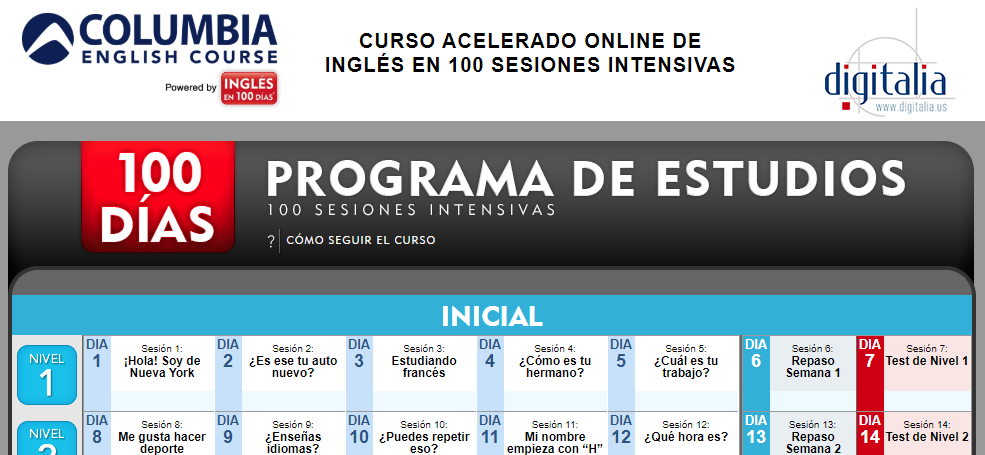 COLUMBIA
ENGLISH COURSE
Powered by INGLES
EN 100 DÍAS
CURSO ACELERADO ONLINE DE
INGLÉS EN 100 SESIONES INTENSIVAS
digitalia
www.digitalia.us
100
DÍAS
PROGRAMA DE ESTUDIOS
100 SESIONES INTENSIVAS
? CÓMO SEGUIR EL CURSO
INICIAL
NIVEL
1
DIA
1
Sesión 1:
¡Hola! Soy de
Nueva York
DIA
2
Sesión 2:
¿Es ese tu auto
nuevo?
DIA
3
Sesión 3:
Estudiando
francés
DIA
4
Sesión 4:
¿Cómo es tu
hermano?
DIA
5
Sesión 5:
¿Cuál es tu
trabajo?
DIA
6
Sesión 6:
Repaso
Semana 1
DIA
7
Sesión 7:
Test de Nivel 1
NIVEL
2
DIA
8
Sesión 8:
Me gusta hacer
deporte
DIA
9
Sesión 9:
¿Enseñas
idiomas?
DIA
10
Sesión 10:
¿Puedes repetir
eso?
DIA
11
Sesión 11:
Mi nombre
empieza con “H”
DIA
12
Sesión 12:
¿Qué hora es?
DIA
13
Sesión 13:
Repaso
Semana 2
DIA
14
Sesión 14:
Test de Nivel 2